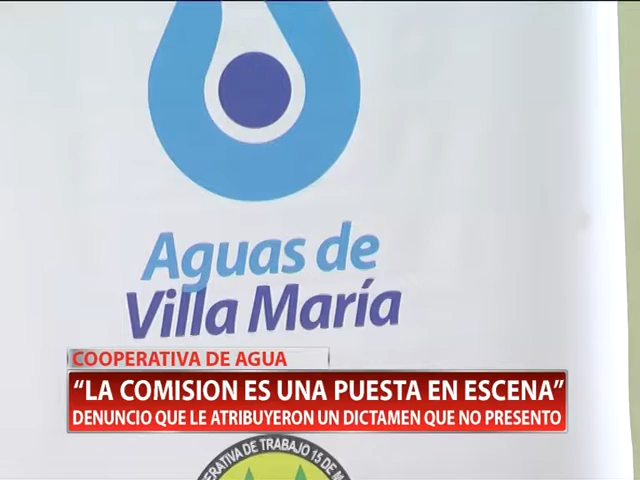 Aguas de
Villa María
COOPERATIVA DE AGUA
“LA COMISION ES UNA PUESTA EN ESCENA”
DENUNCIO QUE LE ATRIBUYERON UN DICTAMEN QUE NO PRESENTO
DE TRABAJO 15 DE